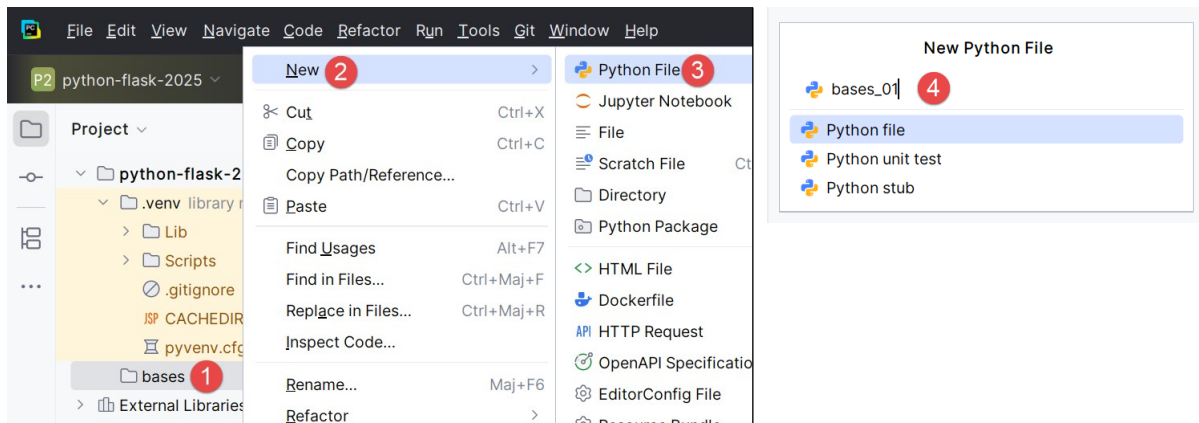 PC
File Edit View Navigate Code Refactor Run Tools Git Window Help
P2 python-flask-2025
Project
python-flask-2
.venv library r
Lib
Scripts
.gitignore
JSP CACHEDIR
pyvenv.cfg
bases 1
External Libraries
New 2
Cut Ctrl+X
Copy Ctrl+C
Copy Path/Reference...
Paste Ctrl+V
Find Usages Alt+F7
Find in Files... Ctrl+Maj+F
Replace in Files... Ctrl+Maj+R
Inspect Code...
Rename... Maj+F6
Refactor
Python File 3
Jupyter Notebook
File
Scratch File Ct
Directory
Python Package
HTML File
Dockerfile
API HTTP Request
OpenAPI Specificatio
EditorConfig File
New Python File
bases_01 4
Python file
Python unit test
Python stub